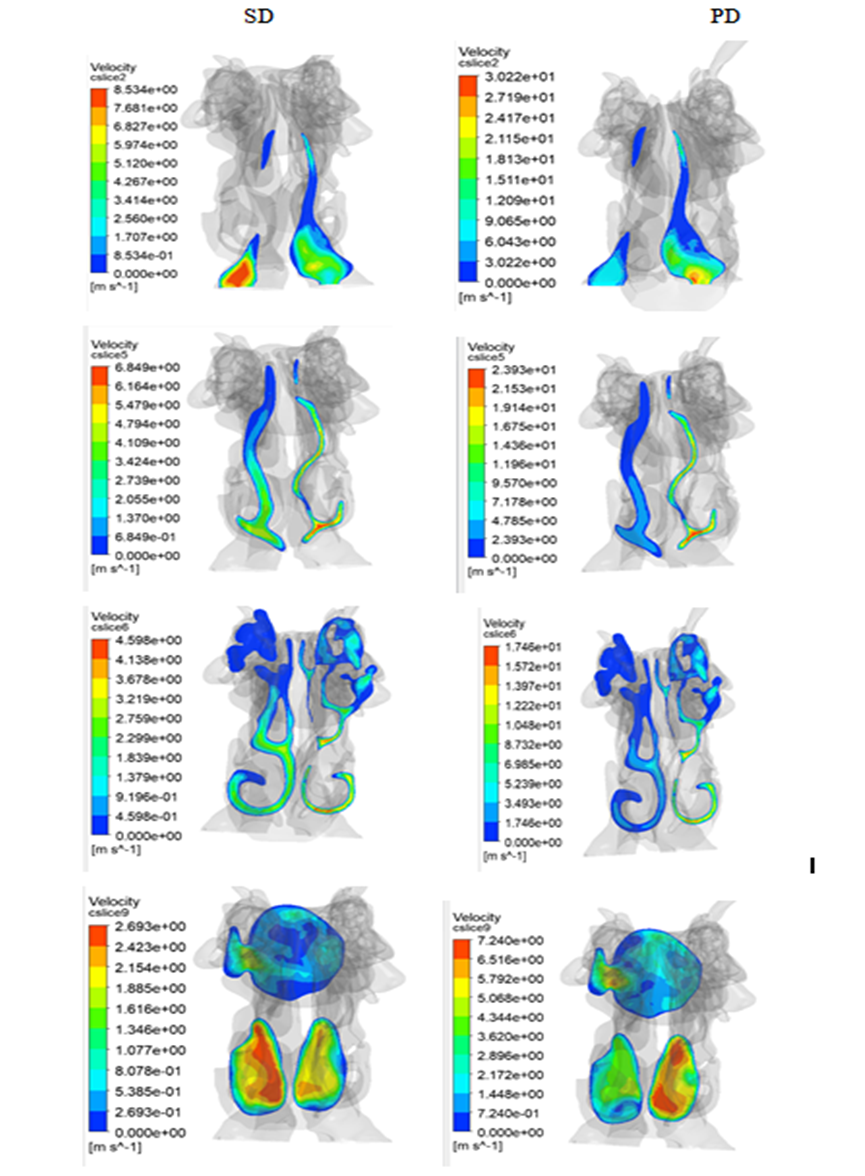 SD
PD
Velocity
cslice2
8.534e+00
7.681e+00
6.827e+00
5.974e+00
5.120e+00
4.267e+00
3.414e+00
2.560e+00
1.707e+00
8.534e-01
0.000e+00
[m s^-1]
Velocity
cslice2
3.022e+01
2.719e+01
2.417e+01
2.115e+01
1.813e+01
1.511e+01
1.209e+01
9.065e+00
6.043e+00
3.022e+00
0.000e+00
[m s^-1]
Velocity
cslice5
6.849e+00
6.164e+00
5.479e+00
4.794e+00
4.109e+00
3.424e+00
2.739e+00
2.055e+00
1.370e+00
6.849e-01
0.000e+00
[m s^-1]
Velocity
cslice5
2.393e+01
2.153e+01
1.914e+01
1.675e+01
1.436e+01
1.196e+01
9.570e+00
7.178e+00
4.785e+00
2.393e+00
0.000e+00
[m s^-1]
Velocity
cslice6
4.598e+00
4.138e+00
3.678e+00
3.219e+00
2.759e+00
2.299e+00
1.839e+00
1.379e+00
9.196e-01
4.598e-01
0.000e+00
[m s^-1]
Velocity
cslice6
1.746e+01
1.572e+01
1.397e+01
1.222e+01
1.048e+01
8.732e+00
6.985e+00
5.239e+00
3.493e+00
1.746e+00
0.000e+00
[m s^-1]
I
Velocity
cslice9
2.693e+00
2.423e+00
2.154e+00
1.885e+00
1.616e+00
1.346e+00
1.077e+00
8.078e-01
5.385e-01
2.693e-01
0.000e+00
[m s^-1]
Velocity
cslice9
7.240e+00
6.516e+00
5.792e+00
5.068e+00
4.344e+00
3.620e+00
2.896e+00
2.172e+00
1.448e+00
7.240e-01
0.000e+00
[m s^-1]